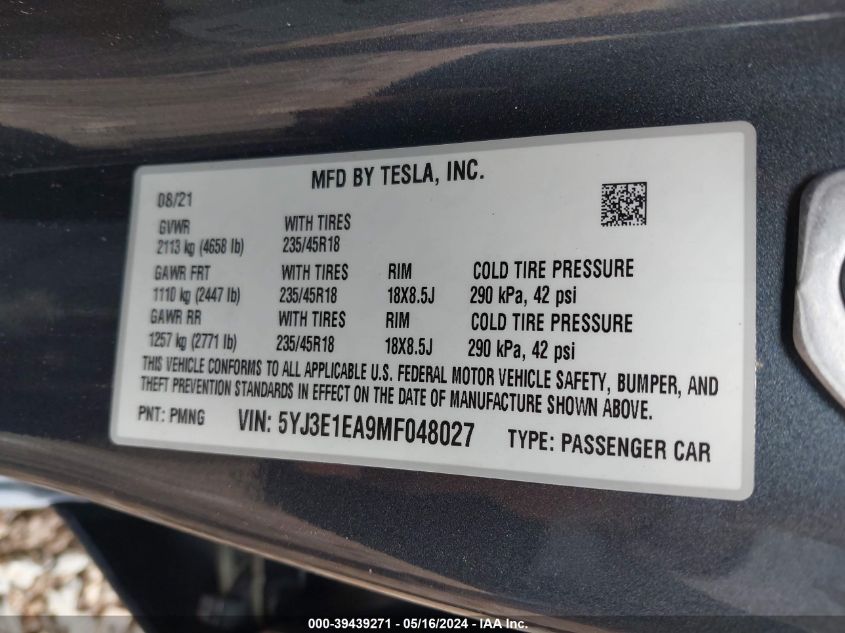 MFD BY TESLA, INC.
08/21
GVWR WITH TIRES
2113 kg (4658 lb) 235/45R18
GAWR FRT WITH TIRES RIM COLD TIRE PRESSURE
1110 kg (2447 lb) 235/45R18 18X8.5J 290 kPa, 42 psi
GAWR RR WITH TIRES RIM COLD TIRE PRESSURE
1257 kg (2771 lb) 235/45R18 18X8.5J 290 kPa, 42 psi
THIS VEHICLE CONFORMS TO ALL APPLICABLE U.S. FEDERAL MOTOR VEHICLE SAFETY, BUMPER, AND
THEFT PREVENTION STANDARDS IN EFFECT ON THE DATE OF MANUFACTURE SHOWN ABOVE.
PNT: PMNG VIN: 5YJ3E1EA9MF048027 TYPE: PASSENGER CAR
000-39439271 - 05/16/2024 - IAAI, Inc.